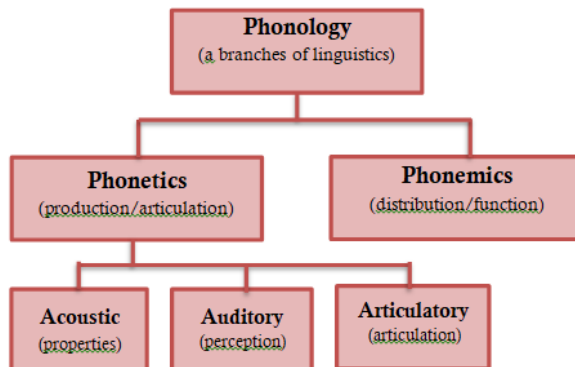 Phonology
(a branches of linguistics)
Phonetics
(production/articulation)
Phonemics
(distribution/function)
Acoustic
(properties)
Auditory
(perception)
Articulatory
(articulation)